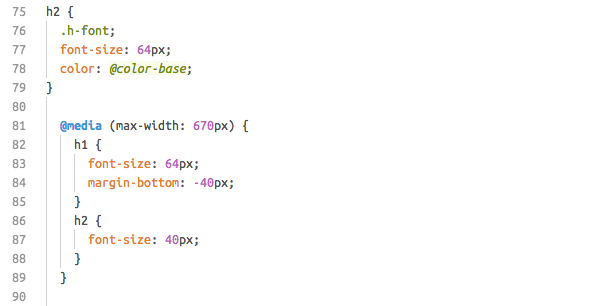 75 h2 {
76 .h-font;
77 font-size: 64px;
78 color: @color-base;
79 }
80
81 @media (max-width: 670px) {
82 h1 {
83 font-size: 64px;
84 margin-bottom: -40px;
85 }
86 h2 {
87 font-size: 40px;
88 }
89 }
90